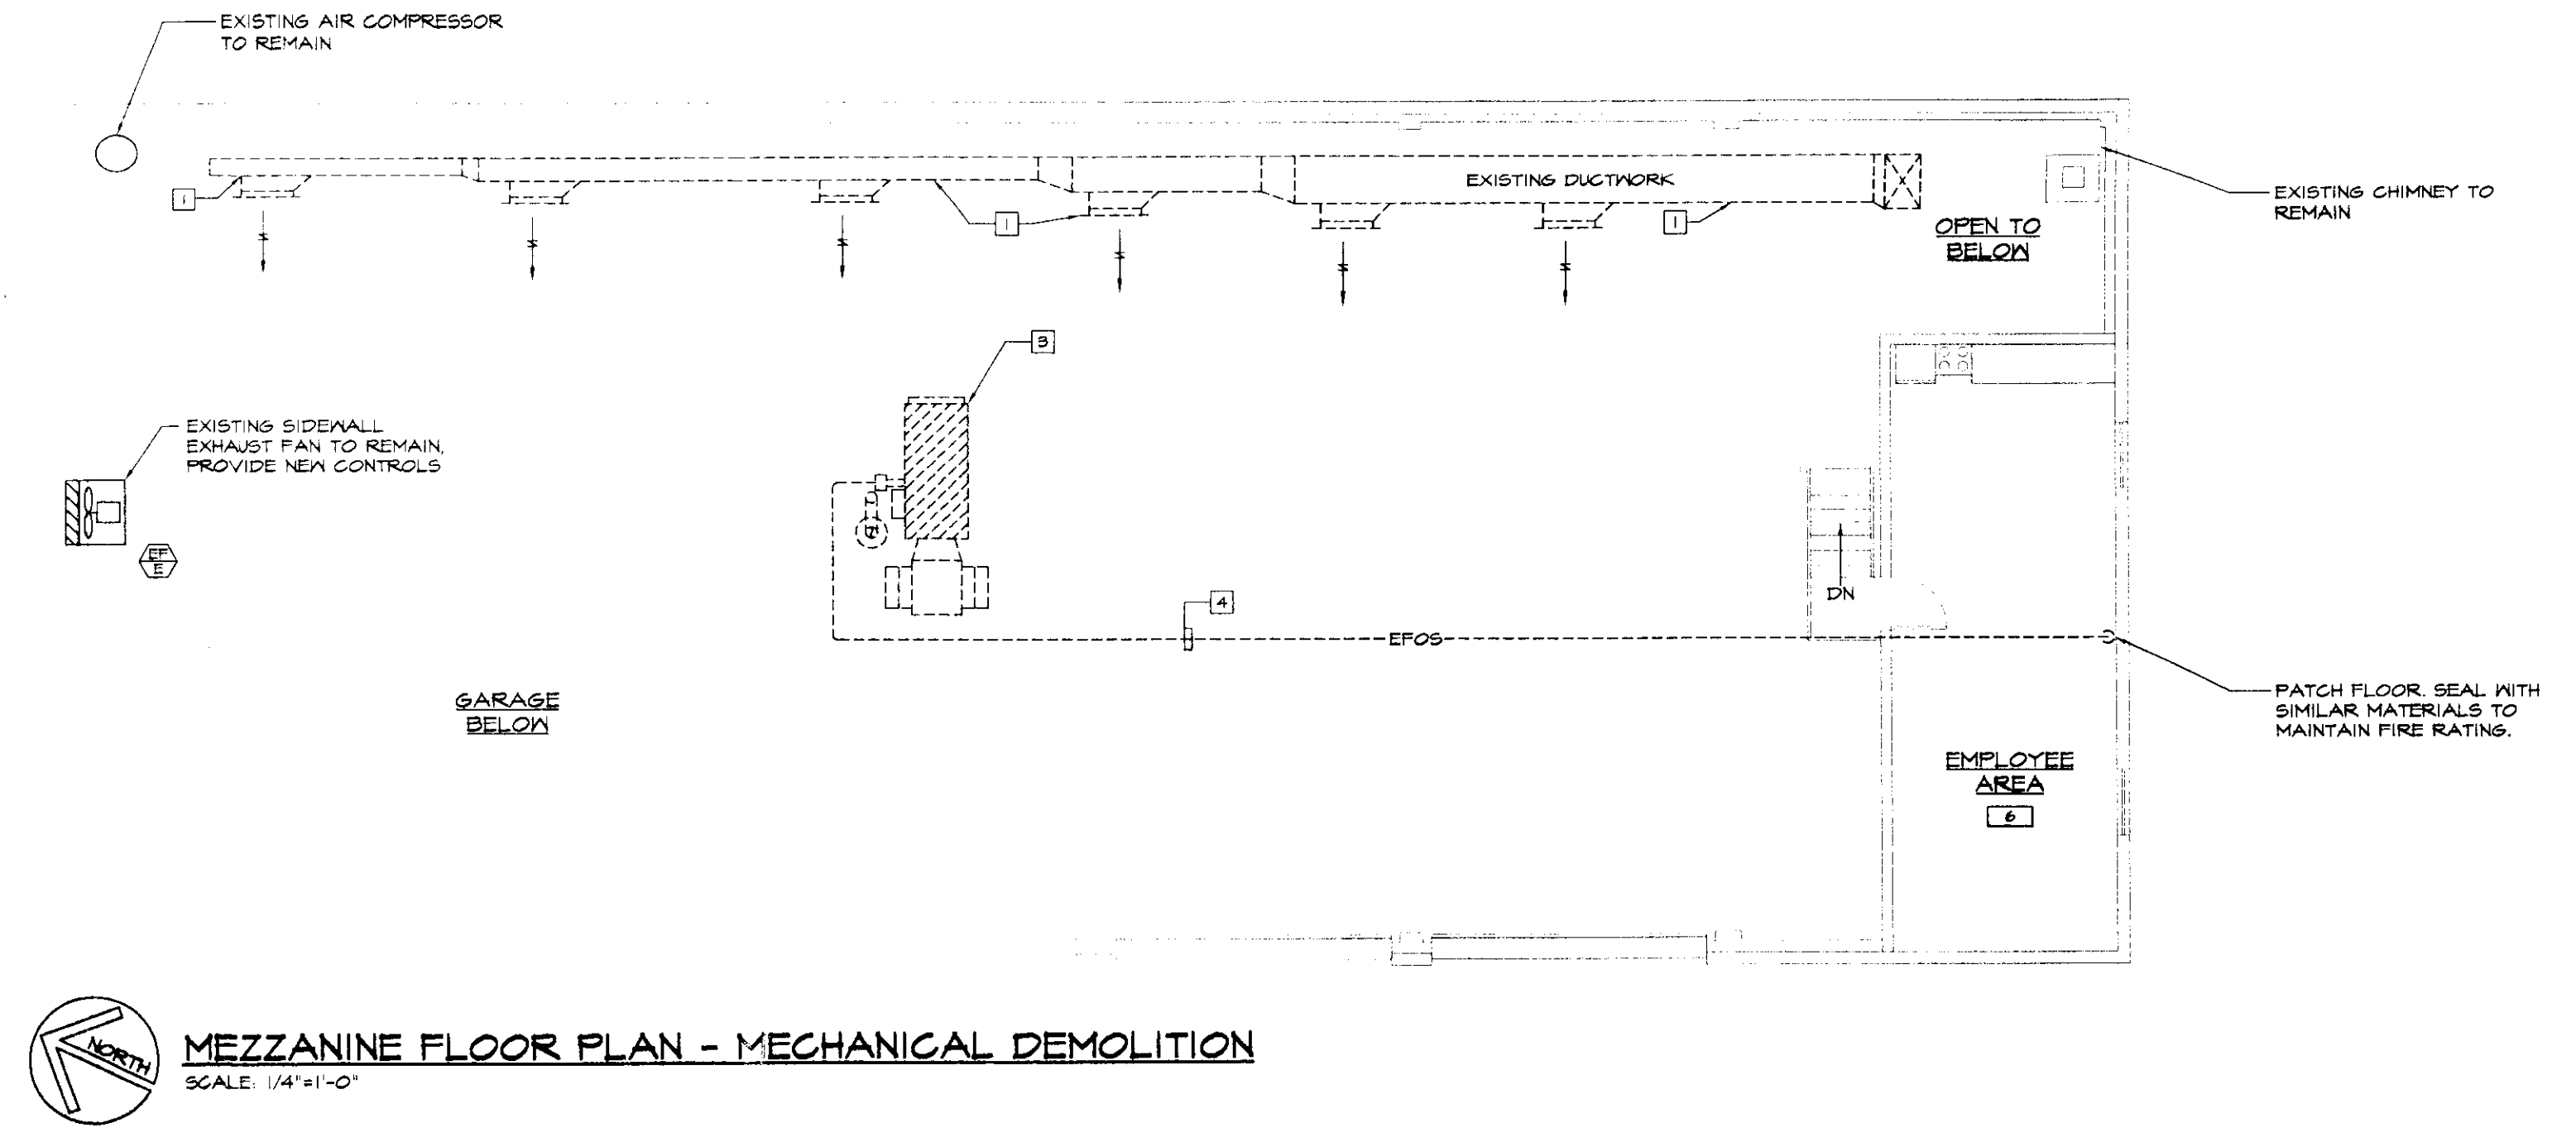 EXISTING AIR COMPRESSOR
TO REMAIN
1
1
EXISTING DUCTWORK
1
X
OPEN TO
BELOW
EXISTING CHIMNEY TO
REMAIN
3
EXISTING SIDEWALL
EXHAUST FAN TO REMAIN,
PROVIDE NEW CONTROLS
EF
E
DN
4
EFOS
GARAGE
BELOW
PATCH FLOOR. SEAL WITH
SIMILAR MATERIALS TO
MAINTAIN FIRE RATING.
EMPLOYEE
AREA
6
NORTH
MEZZANINE FLOOR PLAN - MECHANICAL DEMOLITION
SCALE: 1/4"=1'-0"